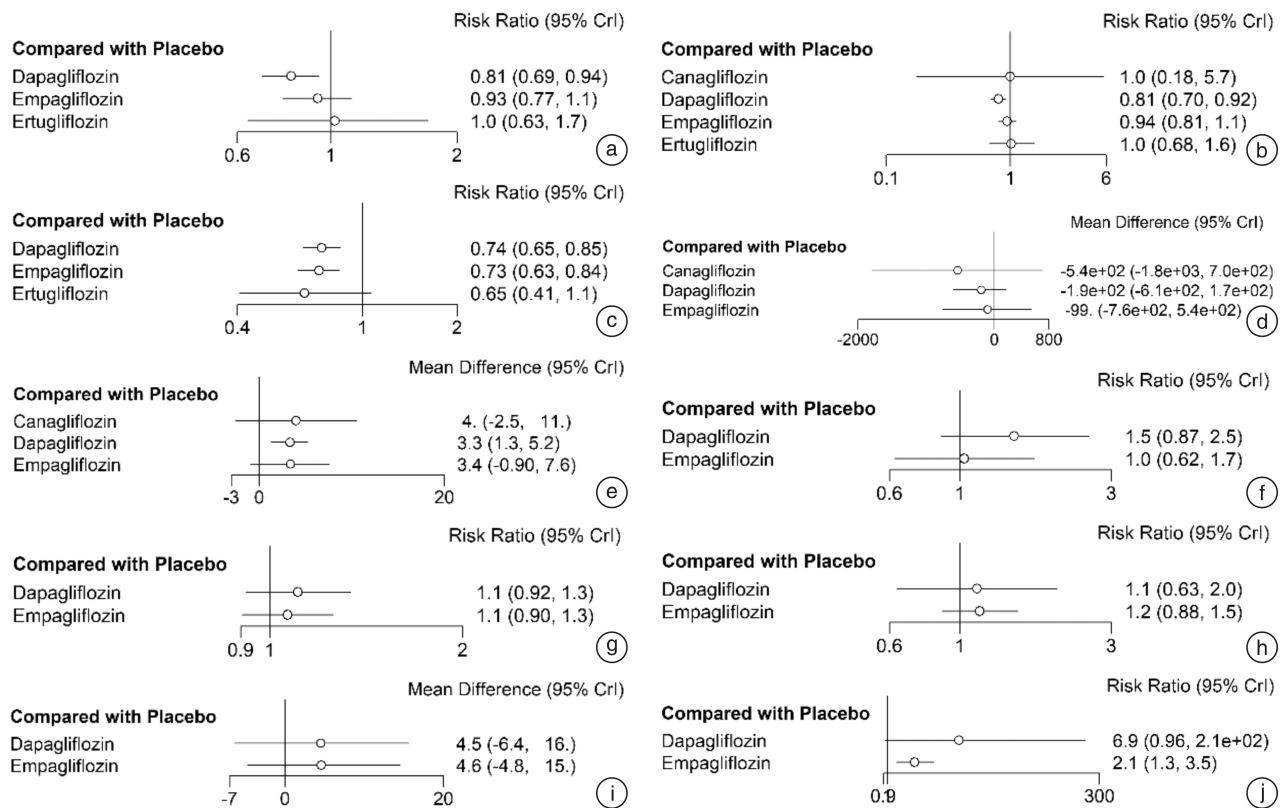 Risk Ratio (95% CrI)
Compared with Placebo
Dapagliflozin 0.81 (0.69, 0.94)
Empagliflozin 0.93 (0.77, 1.1)
Ertugliflozin 1.0 (0.63, 1.7)
0.6 1 2
a
Risk Ratio (95% CrI)
Compared with Placebo
Canagliflozin 1.0 (0.18, 5.7)
Dapagliflozin 0.81 (0.70, 0.92)
Empagliflozin 0.94 (0.81, 1.1)
Ertugliflozin 1.0 (0.68, 1.6)
0.1 1 6
b
Risk Ratio (95% CrI)
Compared with Placebo
Dapagliflozin 0.74 (0.65, 0.85)
Empagliflozin 0.73 (0.63, 0.84)
Ertugliflozin 0.65 (0.41, 1.1)
0.4 1 2
c
Mean Difference (95% CrI)
Compared with Placebo
Canagliflozin -5.4e+02 (-1.8e+03, 7.0e+02)
Dapagliflozin -1.9e+02 (-6.1e+02, 1.7e+02)
Empagliflozin -99. (-7.6e+02, 5.4e+02)
-2000 0 800
d
Mean Difference (95% CrI)
Compared with Placebo
Canagliflozin 4. (-2.5, 11.)
Dapagliflozin 3.3 (1.3, 5.2)
Empagliflozin 3.4 (-0.90, 7.6)
-3 0 20
e
Risk Ratio (95% CrI)
Compared with Placebo
Dapagliflozin 1.5 (0.87, 2.5)
Empagliflozin 1.0 (0.62, 1.7)
0.6 1 3
f
Risk Ratio (95% CrI)
Compared with Placebo
Dapagliflozin 1.1 (0.92, 1.3)
Empagliflozin 1.1 (0.90, 1.3)
0.9 1 2
g
Risk Ratio (95% CrI)
Compared with Placebo
Dapagliflozin 1.1 (0.63, 2.0)
Empagliflozin 1.2 (0.88, 1.5)
0.6 1 3
h
Mean Difference (95% CrI)
Compared with Placebo
Dapagliflozin 4.5 (-6.4, 16.)
Empagliflozin 4.6 (-4.8, 15.)
-7 0 20
i
Risk Ratio (95% CrI)
Compared with Placebo
Dapagliflozin 6.9 (0.96, 2.1e+02)
Empagliflozin 2.1 (1.3, 3.5)
300
j